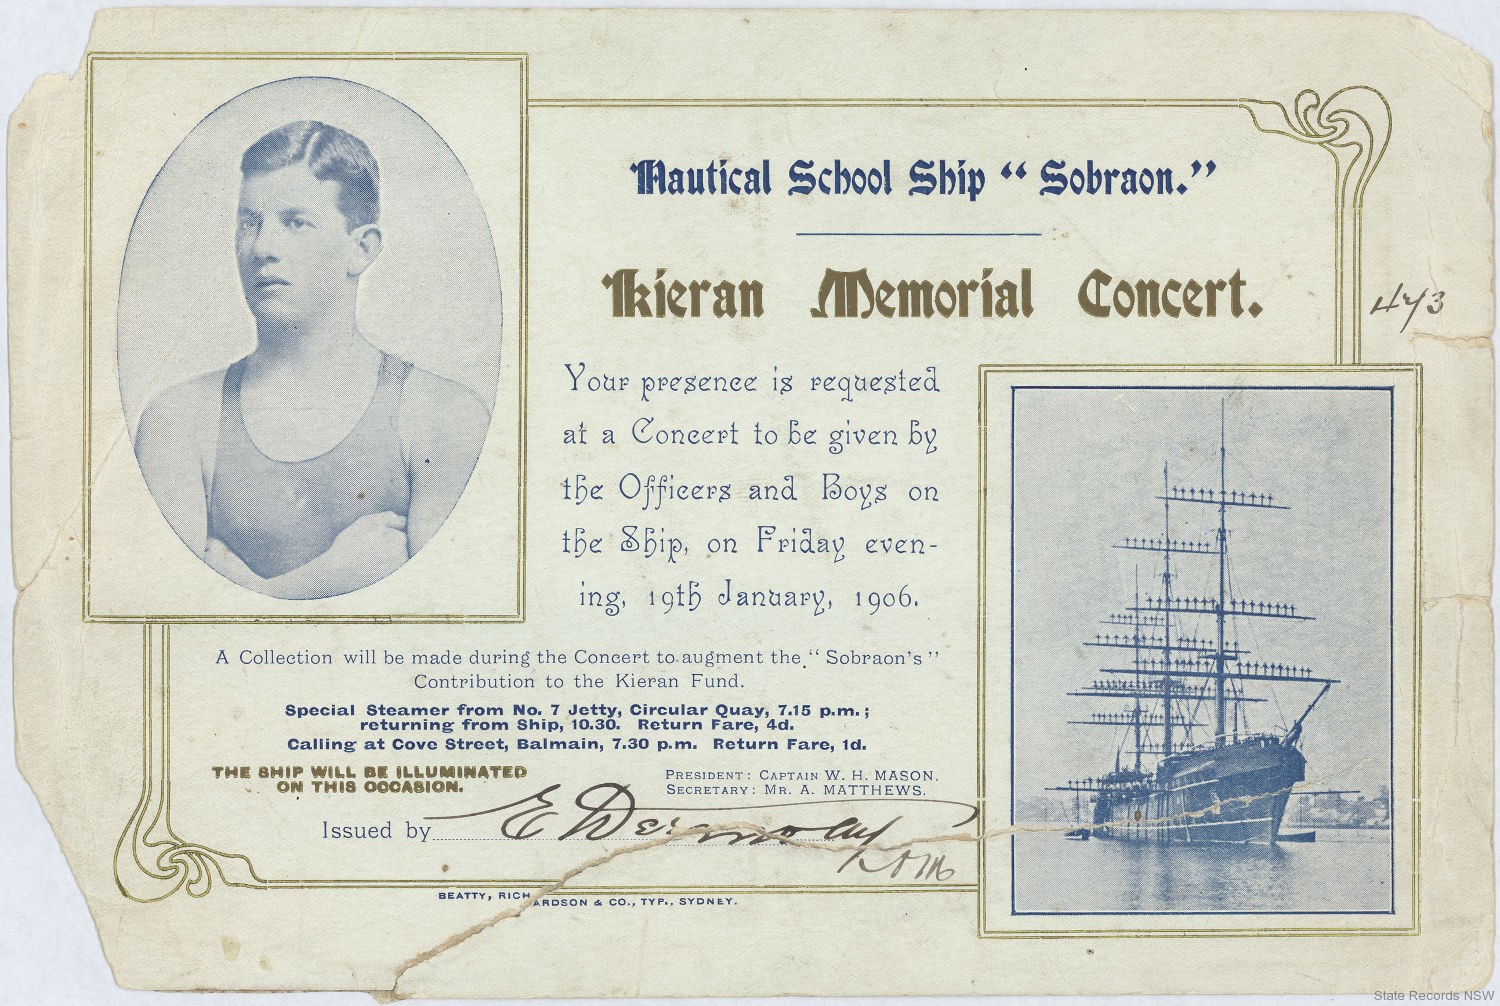 Nautical School Ship "Sobraon."
Kieran Memorial Concert.
473
Your presence is requested
at a Concert to be given by
the Officers and Boys on
the Ship, on Friday even-
ing, 19th January, 1906.
A Collection will be made during the Concert to augment the "Sobraon's"
Contribution to the Kieran Fund.
Special Steamer from No. 7 Jetty, Circular Quay, 7.15 p.m.;
returning from Ship, 10.30. Return Fare, 4d.
Calling at Cove Street, Balmain, 7.30 p.m. Return Fare, 1d.
THE SHIP WILL BE ILLUMINATED
ON THIS OCCASION.
PRESIDENT: CAPTAIN W. H. MASON.
SECRETARY: MR. A. MATTHEWS.
Issued by E
BEATTY, RICHARDSON & CO., TYP., SYDNEY.
State Records NSW